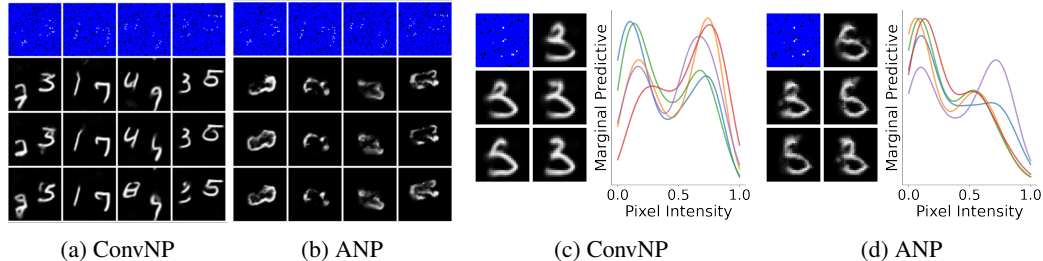 Marginal Predictive
0.0 0.5 1.0
Pixel Intensity
Marginal Predictive
0.0 0.5 1.0
Pixel Intensity
(a) ConvNP
(b) ANP
(c) ConvNP
(d) ANP